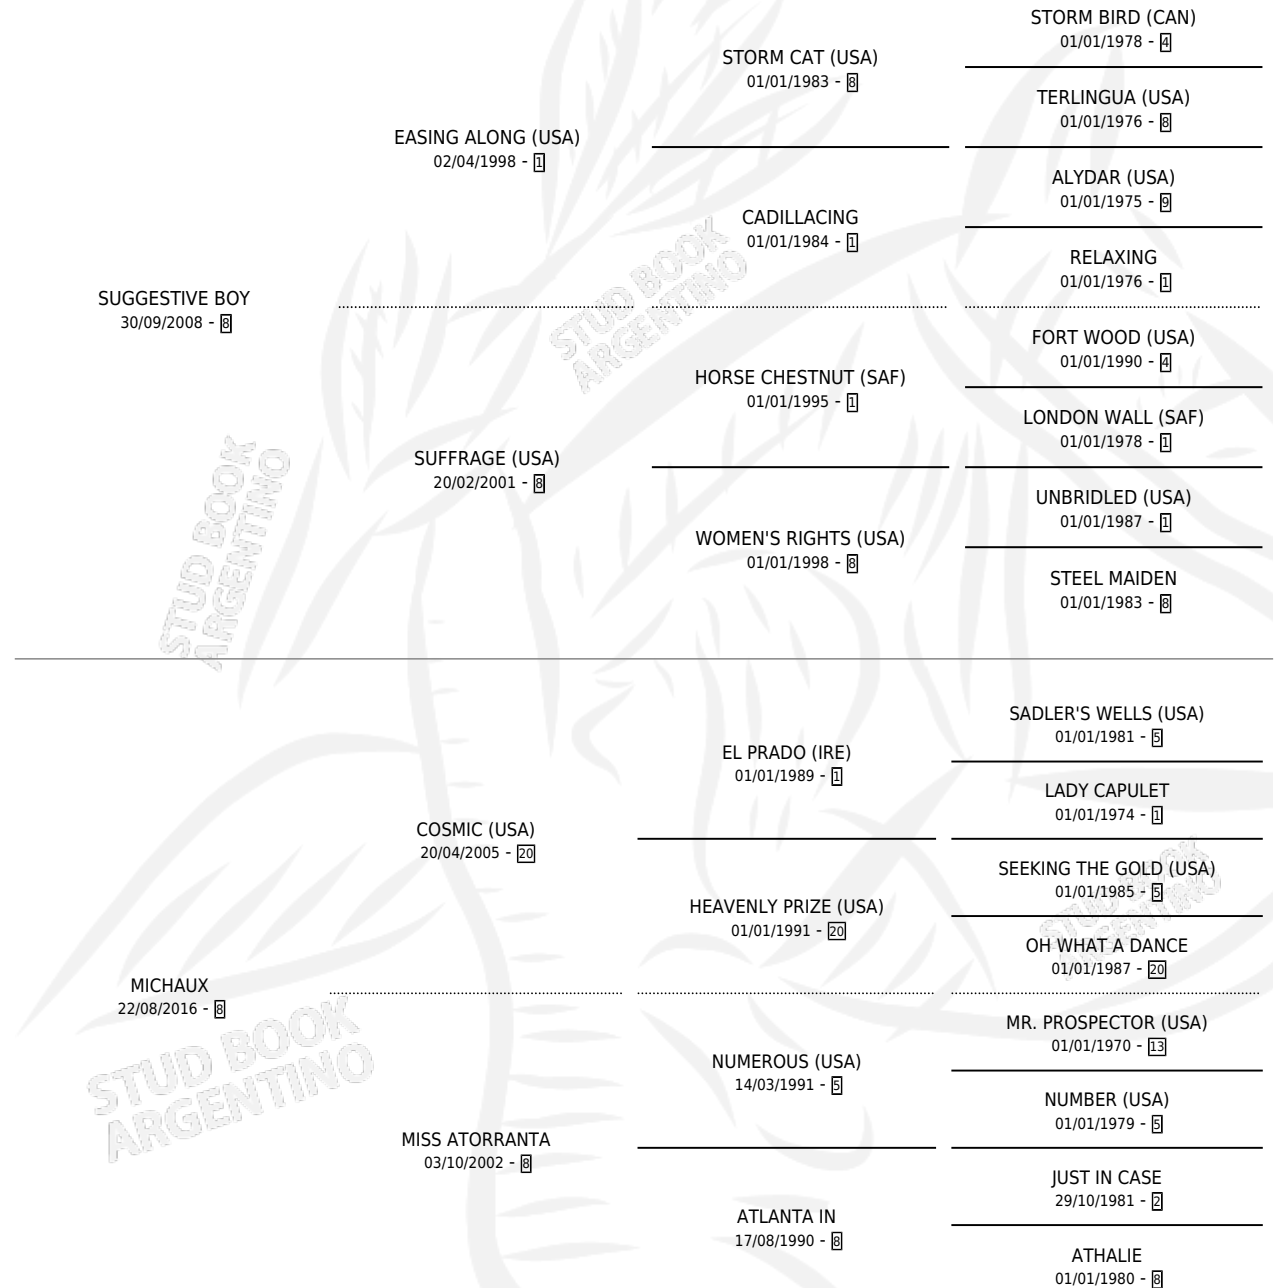 STORM BIRD (CAN)
01/01/1978 - 4
STORM CAT (USA)
01/01/1983 - 8
TERLINGUA (USA)
01/01/1976 - 8
EASING ALONG (USA)
02/04/1998 - 1
ALYDAR (USA)
01/01/1975 - 9
CADILLACING
01/01/1984 - 1
RELAXING
01/01/1976 - 1
SUGGESTIVE BOY
30/09/2008 - 8
FORT WOOD (USA)
01/01/1990 - 4
HORSE CHESTNUT (SAF)
01/01/1995 - 1
LONDON WALL (SAF)
01/01/1978 - 1
SUFFRAGE (USA)
20/02/2001 - 8
UNBRIDLED (USA)
01/01/1987 - 1
WOMEN'S RIGHTS (USA)
01/01/1998 - 8
STEEL MAIDEN
01/01/1983 - 8
SADLER'S WELLS (USA)
01/01/1981 - 5
EL PRADO (IRE)
01/01/1989 - 1
LADY CAPULET
01/01/1974 - 1
COSMIC (USA)
20/04/2005 - 20
SEEKING THE GOLD (USA)
01/01/1985 - 5
HEAVENLY PRIZE (USA)
01/01/1991 - 20
OH WHAT A DANCE
01/01/1987 - 20
MICHAUX
22/08/2016 - 8
MR. PROSPECTOR (USA)
01/01/1970 - 13
NUMEROUS (USA)
14/03/1991 - 5
NUMBER (USA)
01/01/1979 - 5
MISS ATORRANTA
03/10/2002 - 8
JUST IN CASE
29/10/1981 - 2
ATLANTA IN
17/08/1990 - 8
ATHALIE
01/01/1980 - 8
STUD BOOK
ARGENTINO
STUD BOOK
ARGENTINO
STUD BOOK
ARGENTINO
STUD BOOK
ARGENTINO